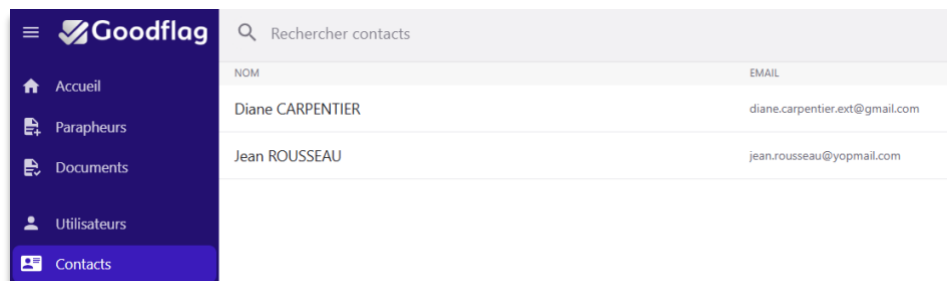 Goodflag
Rechercher contacts
Accueil
Parapheurs
Documents
Utilisateurs
Contacts
NOM EMAIL
Diane CARPENTIER diane.carpentier.ext@gmail.com
Jean ROUSSEAU jean.rousseau@yopmail.com